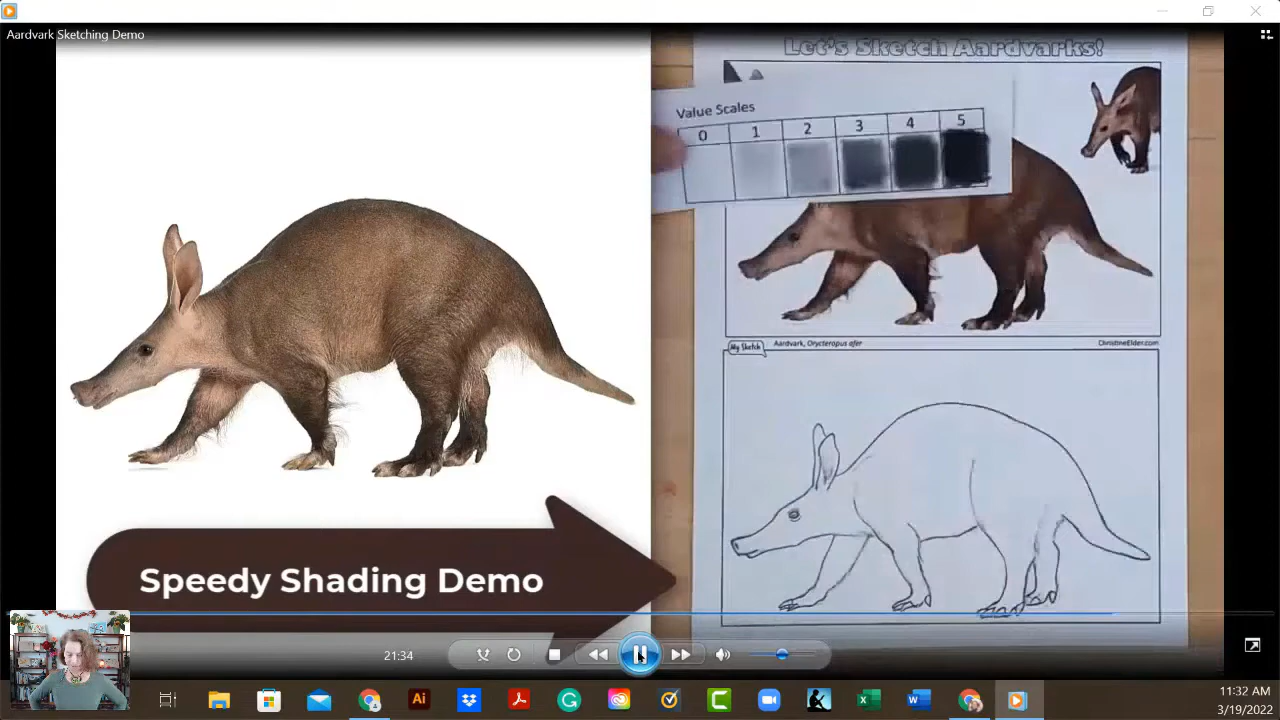 Aardvark Sketching Demo
Let's Sketch Aardvarks!
Value Scales
0 1 2 3 4 5
My Sketch
Aardvark, Orycteropus afer
ChristineElder.com
Speedy Shading Demo
21:34
Ai
X
W
11:32 AM
3/19/2022